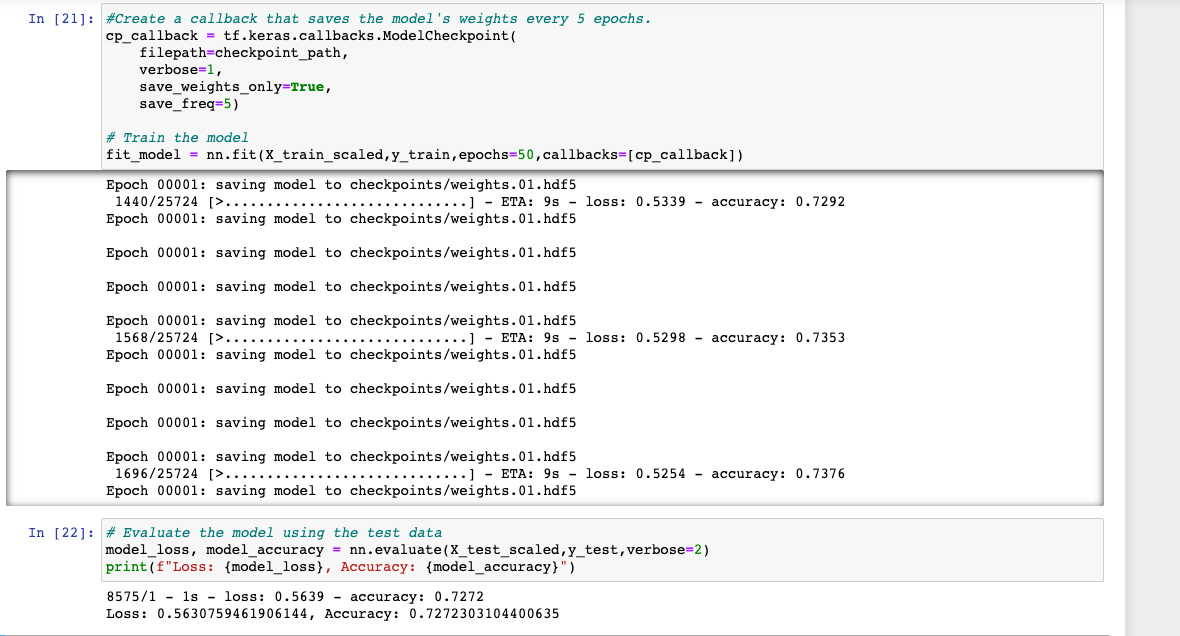 In [21]: #Create a callback that saves the model's weights every 5 epochs.
cp_callback = tf.keras.callbacks.ModelCheckpoint(
    filepath=checkpoint_path,
    verbose=1,
    save_weights_only=True,
    save_freq=5)
# Train the model
fit_model = nn.fit(X_train_scaled,y_train,epochs=50,callbacks=[cp_callback])
Epoch 00001: saving model to checkpoints/weights.01.hdf5
 1440/25724 [>.............................] - ETA: 9s - loss: 0.5339 - accuracy: 0.7292
Epoch 00001: saving model to checkpoints/weights.01.hdf5
Epoch 00001: saving model to checkpoints/weights.01.hdf5
Epoch 00001: saving model to checkpoints/weights.01.hdf5
Epoch 00001: saving model to checkpoints/weights.01.hdf5
 1568/25724 [>.............................] - ETA: 9s - loss: 0.5298 - accuracy: 0.7353
Epoch 00001: saving model to checkpoints/weights.01.hdf5
Epoch 00001: saving model to checkpoints/weights.01.hdf5
Epoch 00001: saving model to checkpoints/weights.01.hdf5
Epoch 00001: saving model to checkpoints/weights.01.hdf5
 1696/25724 [>.............................] - ETA: 9s - loss: 0.5254 - accuracy: 0.7376
Epoch 00001: saving model to checkpoints/weights.01.hdf5
In [22]: # Evaluate the model using the test data
model_loss, model_accuracy = nn.evaluate(X_test_scaled,y_test,verbose=2)
print(f"Loss: {model_loss}, Accuracy: {model_accuracy}")
8575/1 - 1s - loss: 0.5639 - accuracy: 0.7272
Loss: 0.5630759461906144, Accuracy: 0.7272303104400635